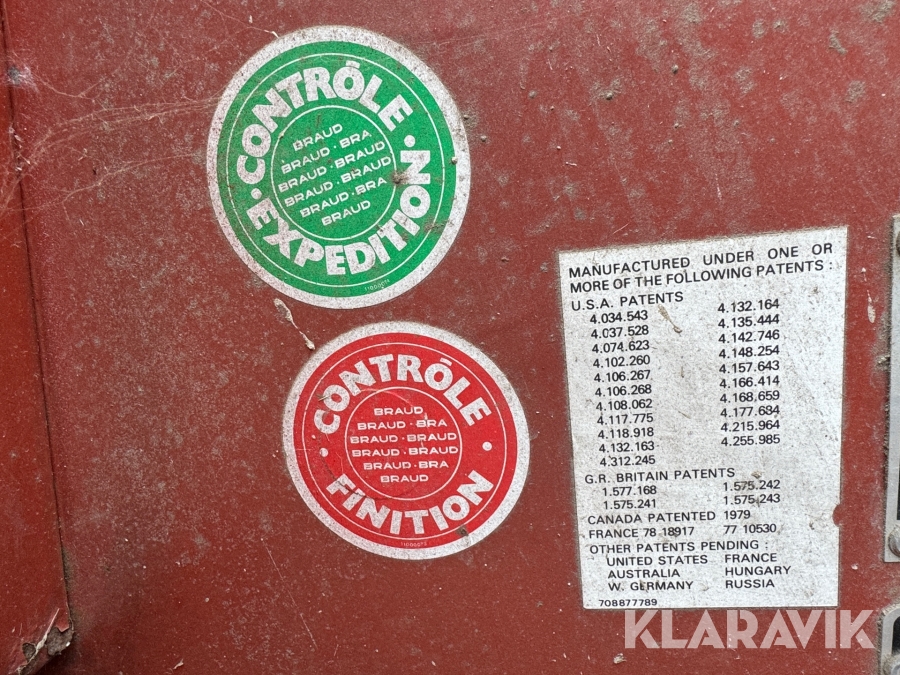 CONTRÔLE
BRAUD
BRAUD · BRA
BRAUD · BRAUD
BRAUD · BRAUD
BRAUD · BRA
BRAUD
· EXPEDITION ·
CONTRÔLE
BRAUD
BRAUD · BRA
BRAUD · BRAUD
BRAUD · BRAUD
BRAUD · BRA
BRAUD
· FINITION ·
MANUFACTURED UNDER ONE OR
MORE OF THE FOLLOWING PATENTS :
U.S.A. PATENTS
4.034.543 4.132.164
4.037.528 4.135.444
4.074.623 4.142.746
4.102.260 4.148.254
4.106.267 4.157.643
4.106.268 4.166.414
4.108.062 4.168,659
4.117.775 4.177.684
4.118.918 4.215.964
4.132.163 4.255.985
4.312.245
G.R. BRITAIN PATENTS
1.577.168 1.575.242
1.575.241 1.575.243
CANADA PATENTED 1979
FRANCE 78 18917 77 10530
OTHER PATENTS PENDING :
UNITED STATES FRANCE
AUSTRALIA HUNGARY
W. GERMANY RUSSIA
708877789
KLARAVIK